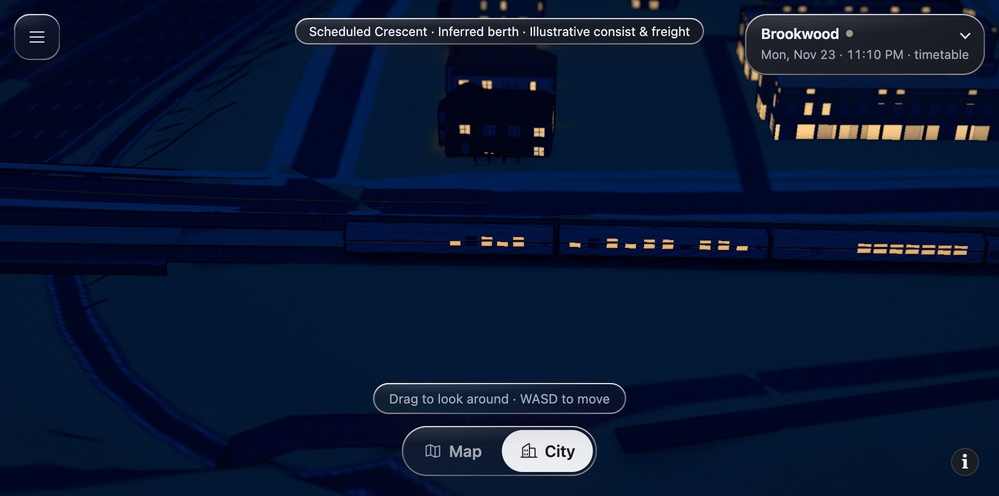 Scheduled Crescent · Inferred berth · Illustrative consist & freight
Brookwood
Mon, Nov 23 · 11:10 PM · timetable
Drag to look around · WASD to move
Map
City
i